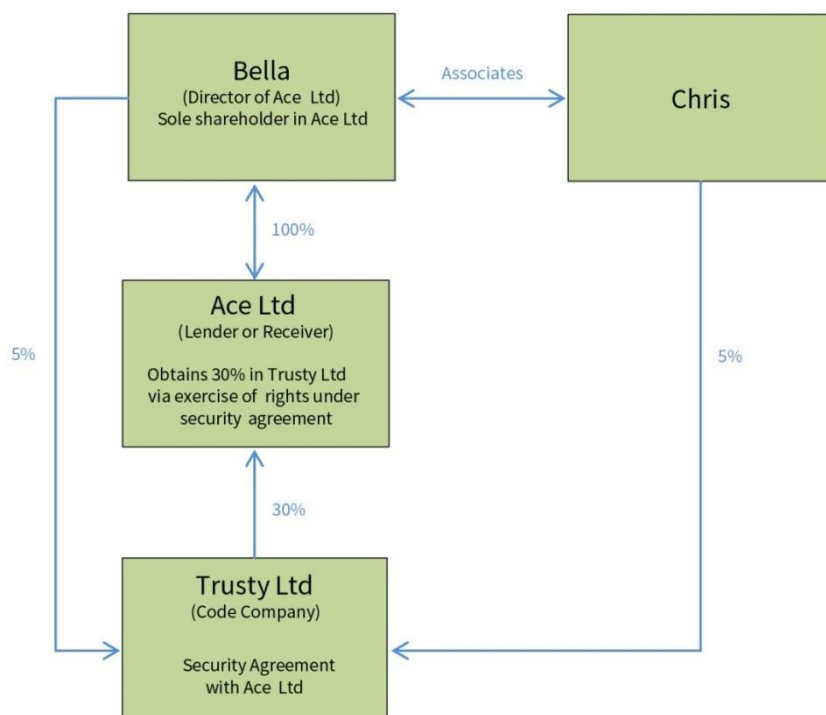 Bella
(Director of Ace Ltd)
Sole shareholder in Ace Ltd
Associates
Chris
100%
Ace Ltd
(Lender or Receiver)
Obtains 30% in Trusty Ltd
via exercise of rights under
security agreement
5%
5%
30%
Trusty Ltd
(Code Company)
Security Agreement
with Ace Ltd